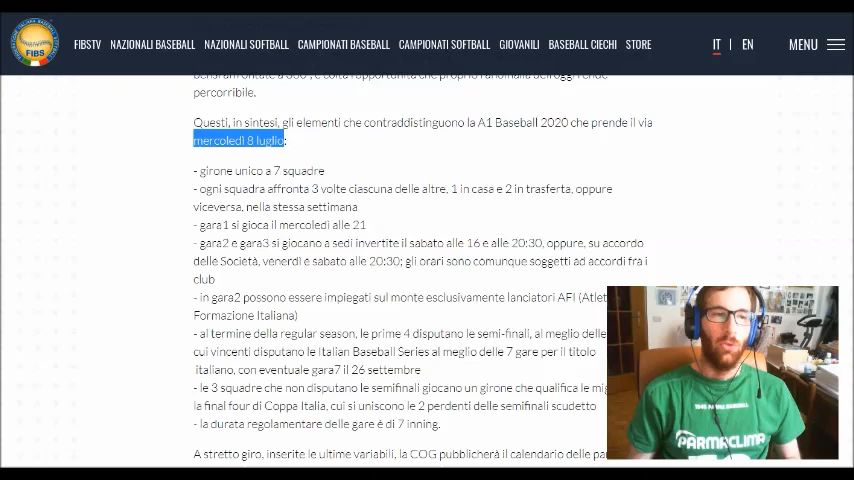 FIBS
FIBSTV NAZIONALI BASEBALL NAZIONALI SOFTBALL CAMPIONATI BASEBALL CAMPIONATI SOFTBALL GIOVANILI BASEBALL CIECHI STORE IT | EN MENU
percorribile.
Questi, in sintesi, gli elementi che contraddistinguono la A1 Baseball 2020 che prende il via
mercoledì 8 luglio:
- girone unico a 7 squadre
- ogni squadra affronta 3 volte ciascuna delle altre, 1 in casa e 2 in trasferta, oppure
viceversa, nella stessa settimana
- gara1 si gioca il mercoledì alle 21
- gara2 e gara3 si giocano a sedi invertite il sabato alle 16 e alle 20:30, oppure, su accordo
delle Società, venerdì e sabato alle 20:30; gli orari sono comunque soggetti ad accordi fra i
club
- in gara2 possono essere impiegati sul monte esclusivamente lanciatori AFI (Atlet
Formazione Italiana)
- al termine della regular season, le prime 4 disputano le semi-finali, al meglio delle
cui vincenti disputano le Italian Baseball Series al meglio delle 7 gare per il titolo
italiano, con eventuale gara7 il 26 settembre
- le 3 squadre che non disputano le semifinali giocano un girone che qualifica le mig
la final four di Coppa Italia, cui si uniscono le 2 perdenti delle semifinali scudetto
- la durata regolamentare delle gare è di 7 inning.
A stretto giro, inserite le ultime variabili, la COG pubblicherà il calendario delle pa
PARMACLIMA